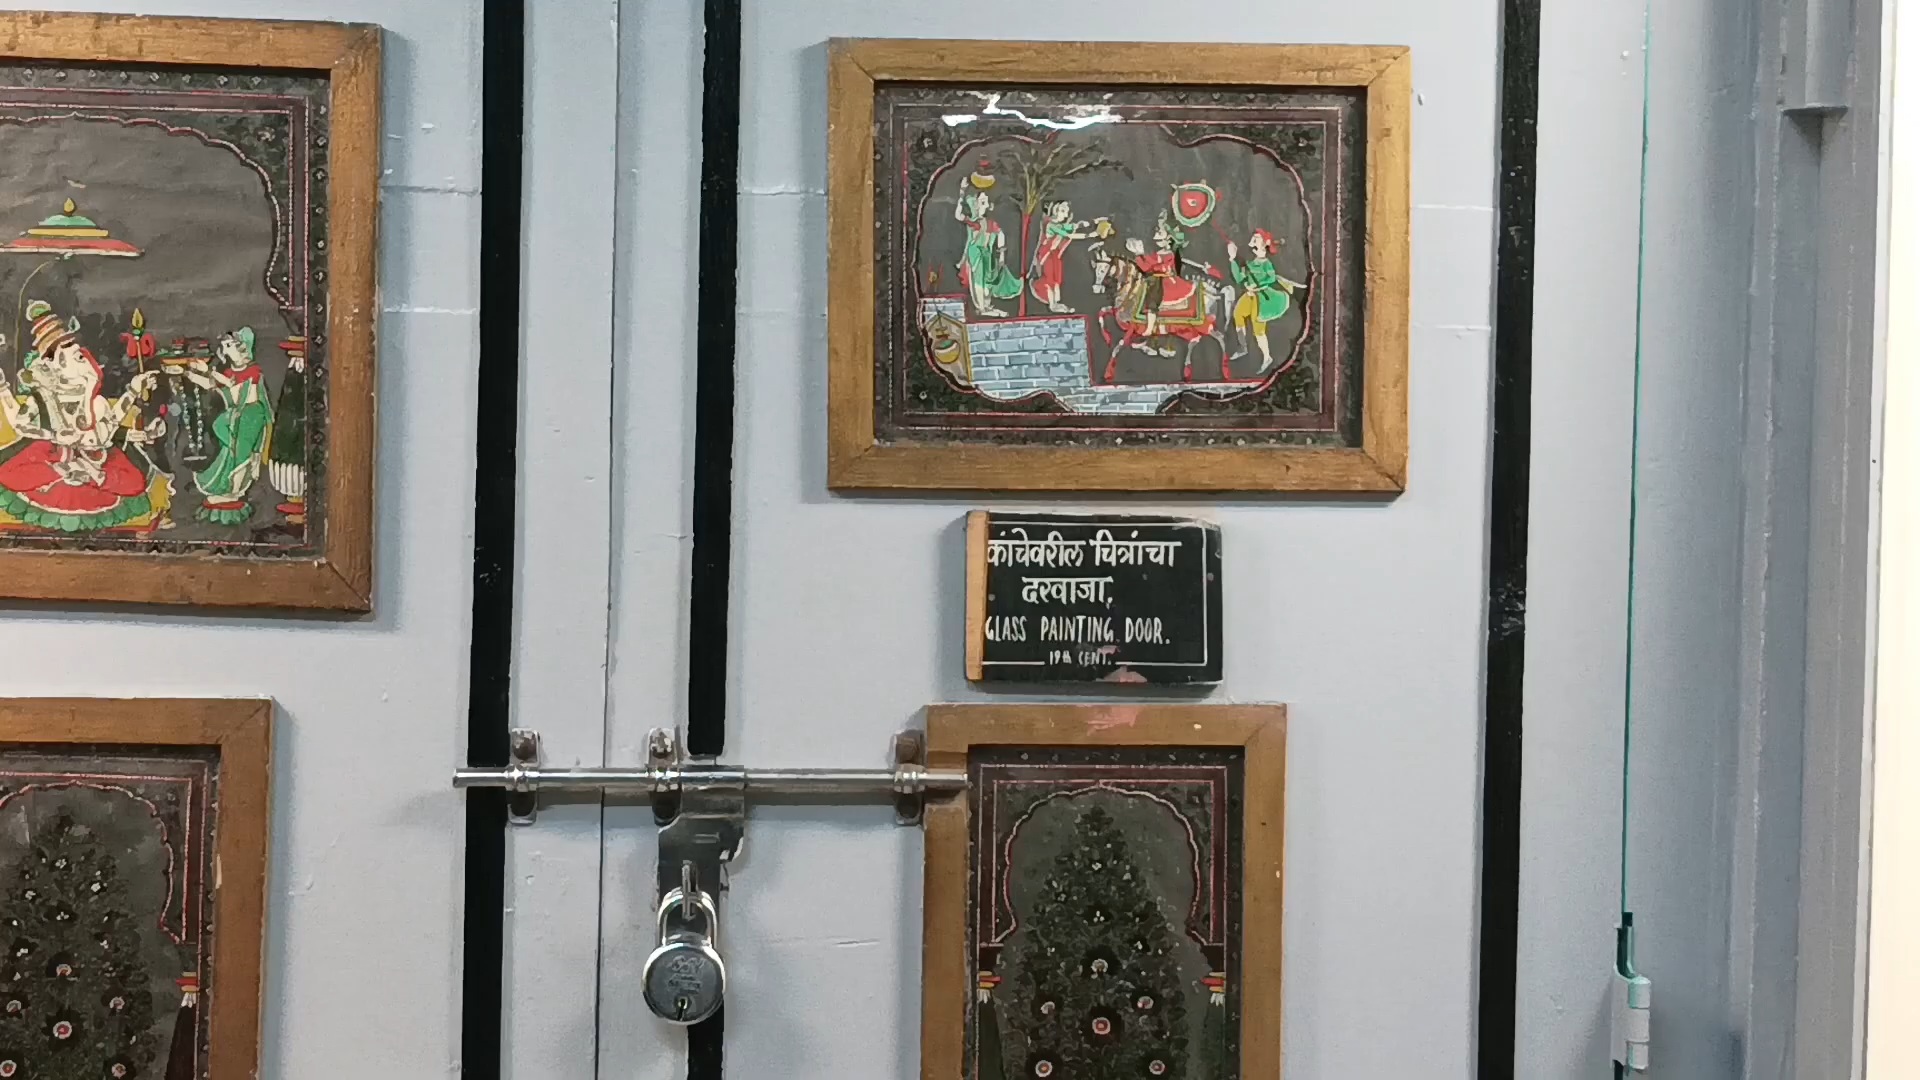 कांचेवरील चित्रांचा
दरवाजा,
GLASS PAINTING. DOOR.
19th CENT.